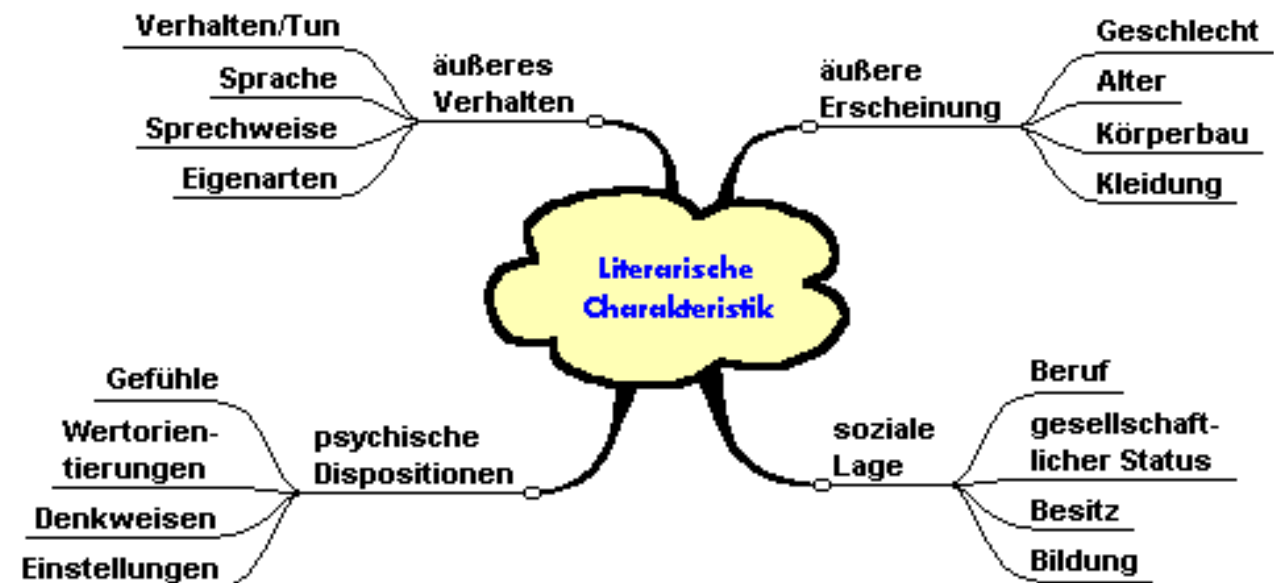 Literarische
Charakteristik
äußeres
Verhalten
Verhalten/Tun
Sprache
Sprechweise
Eigenarten
äußere
Erscheinung
Geschlecht
Alter
Körperbau
Kleidung
psychische
Dispositionen
Gefühle
Wertorien-
tierungen
Denkweisen
Einstellungen
soziale
Lage
Beruf
gesellschaft-
licher Status
Besitz
Bildung